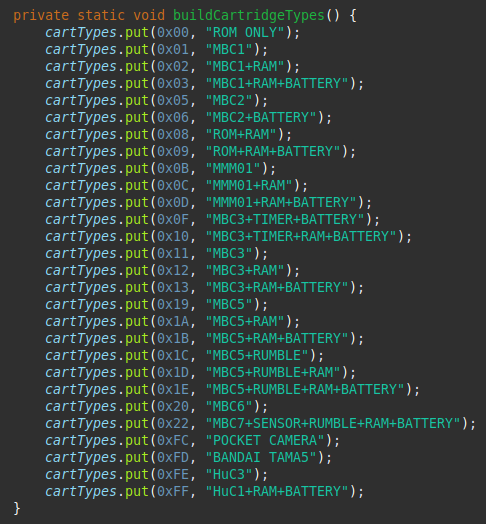 private static void buildCartridgeTypes() {
    cartTypes.put(0x00, "ROM ONLY");
    cartTypes.put(0x01, "MBC1");
    cartTypes.put(0x02, "MBC1+RAM");
    cartTypes.put(0x03, "MBC1+RAM+BATTERY");
    cartTypes.put(0x05, "MBC2");
    cartTypes.put(0x06, "MBC2+BATTERY");
    cartTypes.put(0x08, "ROM+RAM");
    cartTypes.put(0x09, "ROM+RAM+BATTERY");
    cartTypes.put(0x0B, "MMM01");
    cartTypes.put(0x0C, "MMM01+RAM");
    cartTypes.put(0x0D, "MMM01+RAM+BATTERY");
    cartTypes.put(0x0F, "MBC3+TIMER+BATTERY");
    cartTypes.put(0x10, "MBC3+TIMER+RAM+BATTERY");
    cartTypes.put(0x11, "MBC3");
    cartTypes.put(0x12, "MBC3+RAM");
    cartTypes.put(0x13, "MBC3+RAM+BATTERY");
    cartTypes.put(0x19, "MBC5");
    cartTypes.put(0x1A, "MBC5+RAM");
    cartTypes.put(0x1B, "MBC5+RAM+BATTERY");
    cartTypes.put(0x1C, "MBC5+RUMBLE");
    cartTypes.put(0x1D, "MBC5+RUMBLE+RAM");
    cartTypes.put(0x1E, "MBC5+RUMBLE+RAM+BATTERY");
    cartTypes.put(0x20, "MBC6");
    cartTypes.put(0x22, "MBC7+SENSOR+RUMBLE+RAM+BATTERY");
    cartTypes.put(0xFC, "POCKET CAMERA");
    cartTypes.put(0xFD, "BANDAI TAMA5");
    cartTypes.put(0xFE, "HuC3");
    cartTypes.put(0xFF, "HuC1+RAM+BATTERY");
}